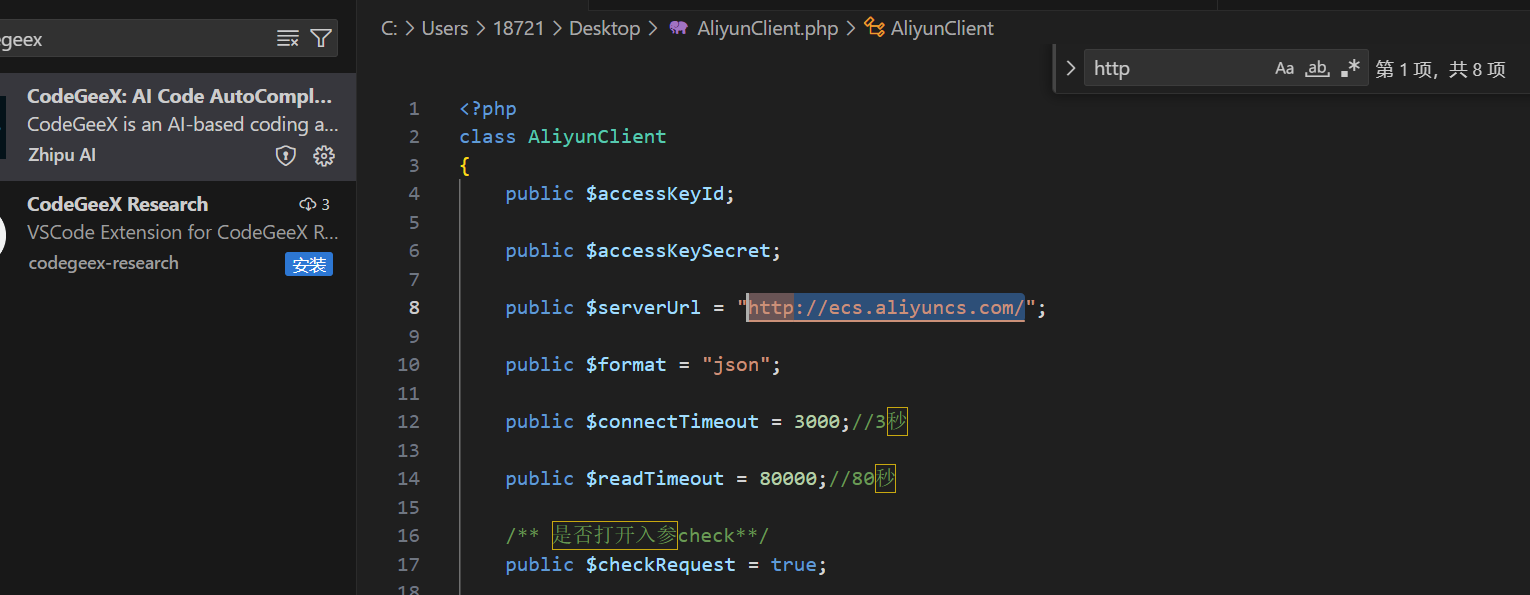 geex
CodeGeeX: AI Code AutoCompl...
CodeGeeX is an AI-based coding a...
Zhipu AI
CodeGeeX Research 3
VSCode Extension for CodeGeeX R...
codegeex-research 安装
C: > Users > 18721 > Desktop > AliyunClient.php > AliyunClient
http Aa ab .* 第 1 项，共 8 项
1 <?php
2 class AliyunClient
3 {
4 public $accessKeyId;
5
6 public $accessKeySecret;
7
8 public $serverUrl = "http://ecs.aliyuncs.com/";
9
10 public $format = "json";
11
12 public $connectTimeout = 3000;//3秒
13
14 public $readTimeout = 80000;//80秒
15
16 /** 是否打开入参check**/
17 public $checkRequest = true;
18